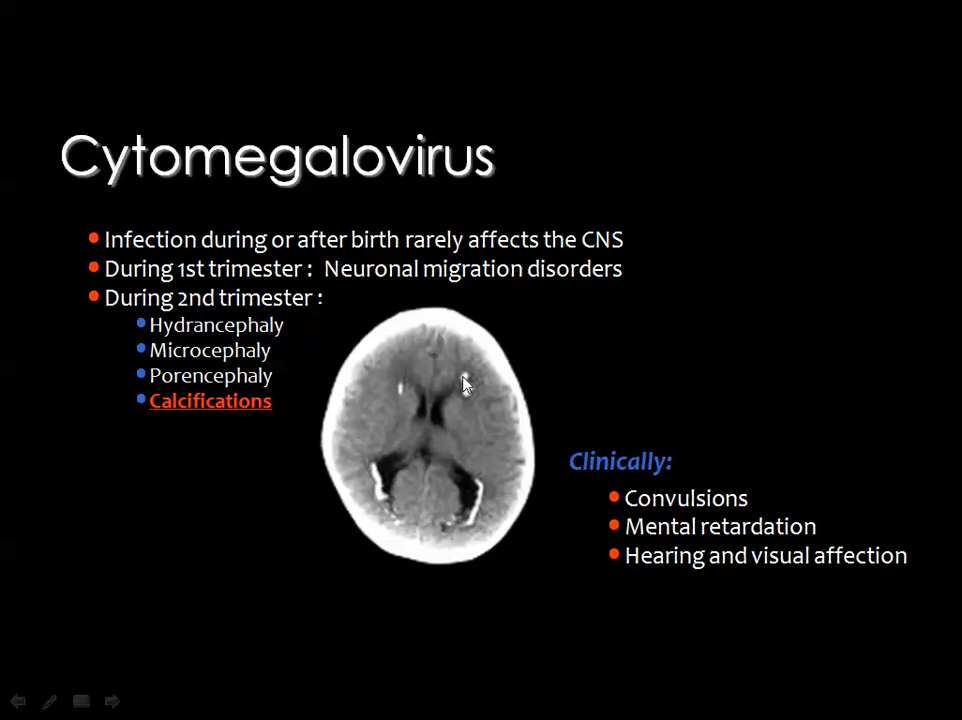 Cytomegalovirus
Infection during or after birth rarely affects the CNS
During 1st trimester : Neuronal migration disorders
During 2nd trimester :
Hydrancephaly
Microcephaly
Porencephaly
Calcifications
Clinically:
Convulsions
Mental retardation
Hearing and visual affection